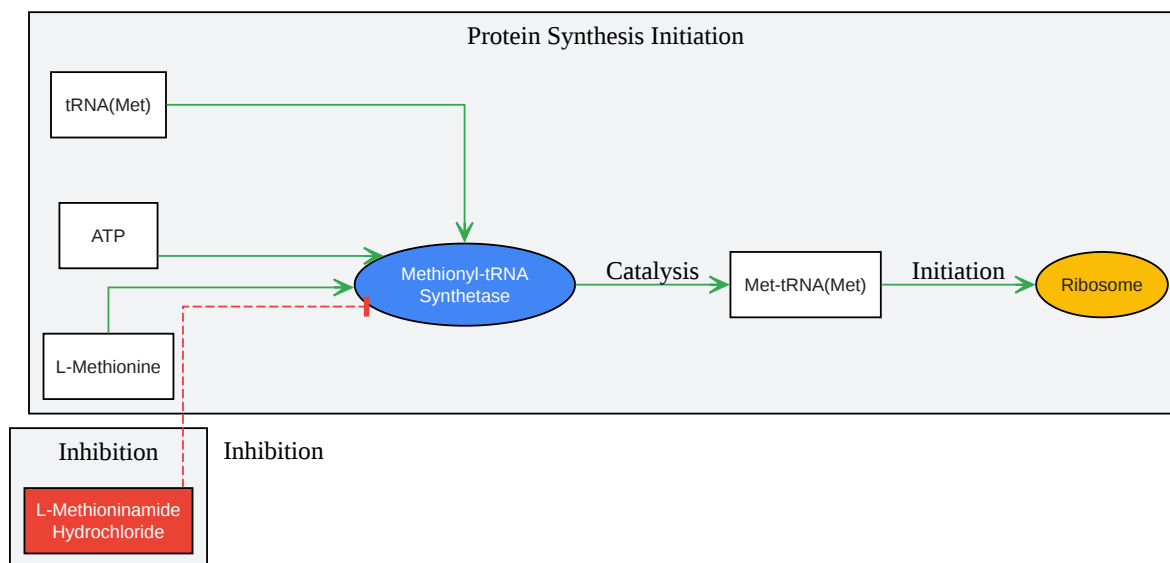 Protein Synthesis Initiation
tRNA(Met)
ATP
Methionyl-tRNA
Synthetase
Catalysis
Met-tRNA(Met)
Initiation
Ribosome
L-Methionine
Inhibition
Inhibition
L-Methioninamide
Hydrochloride